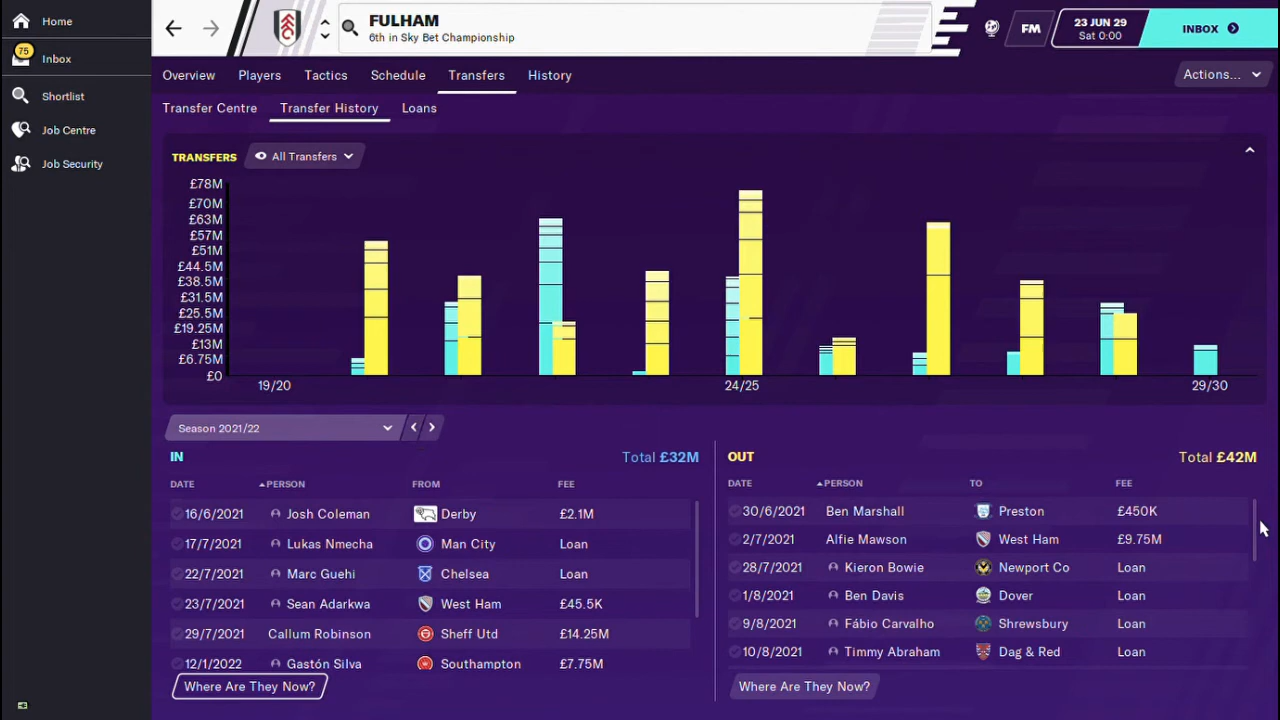 Home
75
Inbox
Shortlist
Job Centre
Job Security
FULHAM
6th in Sky Bet Championship
FM
23 JUN 29
Sat 0:00
INBOX
Overview Players Tactics Schedule Transfers History
Actions...
Transfer Centre Transfer History Loans
TRANSFERS All Transfers
£78M
£70M
£63M
£57M
£51M
£44.5M
£38.5M
£31.5M
£25.5M
£19.25M
£13M
£6.75M
£0
19/20 24/25 29/30
Season 2021/22
IN Total £32M
DATE PERSON FROM FEE
16/6/2021 Josh Coleman Derby £2.1M
17/7/2021 Lukas Nmecha Man City Loan
22/7/2021 Marc Guehi Chelsea Loan
23/7/2021 Sean Adarkwa West Ham £45.5K
29/7/2021 Callum Robinson Sheff Utd £14.25M
12/1/2022 Gastón Silva Southampton £7.75M
Where Are They Now?
OUT Total £42M
DATE PERSON TO FEE
30/6/2021 Ben Marshall Preston £450K
2/7/2021 Alfie Mawson West Ham £9.75M
28/7/2021 Kieron Bowie Newport Co Loan
1/8/2021 Ben Davis Dover Loan
9/8/2021 Fábio Carvalho Shrewsbury Loan
10/8/2021 Timmy Abraham Dag & Red Loan
Where Are They Now?